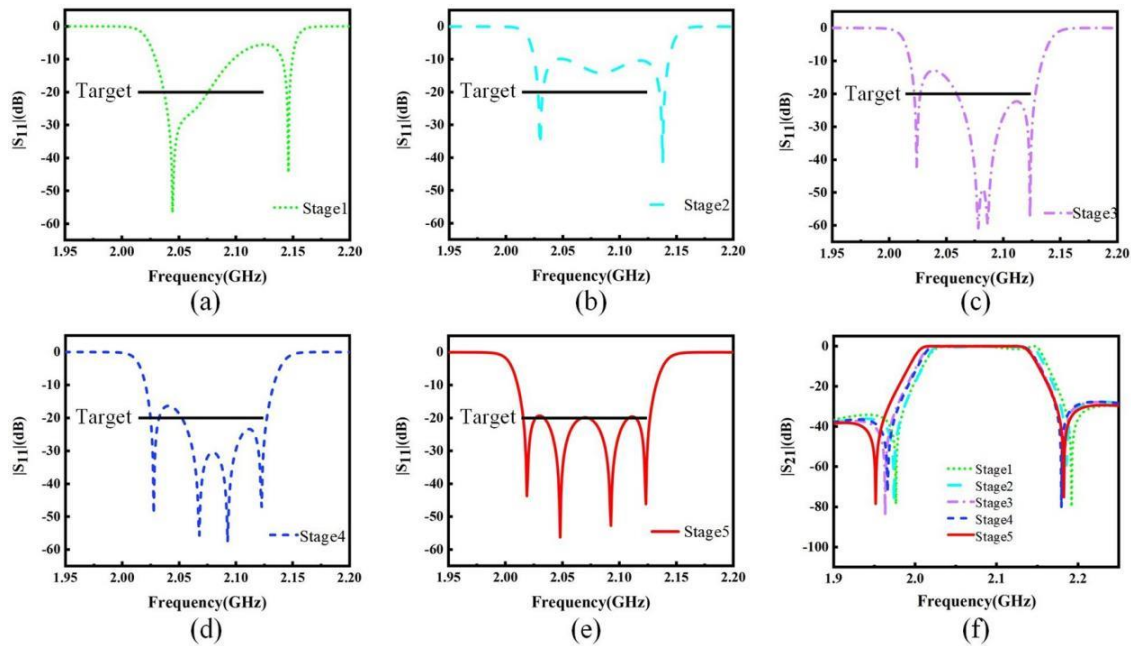 0
-10
-20
-30
-40
-50
-60
|S11|(dB)
Target
Stage1
1.95 2.00 2.05 2.10 2.15 2.20
Frequency(GHz)
(a)
0
-10
-20
-30
-40
-50
-60
|S11|(dB)
Target
Stage2
1.95 2.00 2.05 2.10 2.15 2.20
Frequency(GHz)
(b)
0
-10
-20
-30
-40
-50
-60
|S11|(dB)
Target
Stage3
1.95 2.00 2.05 2.10 2.15 2.20
Frequency(GHz)
(c)
0
-10
-20
-30
-40
-50
-60
|S11|(dB)
Target
Stage4
1.95 2.00 2.05 2.10 2.15 2.20
Frequency(GHz)
(d)
0
-10
-20
-30
-40
-50
-60
|S11|(dB)
Target
Stage5
1.95 2.00 2.05 2.10 2.15 2.20
Frequency(GHz)
(e)
0
-20
-40
-60
-80
-100
|S21|(dB)
Stage1
Stage2
Stage3
Stage4
Stage5
1.9 2.0 2.1 2.2
Frequency(GHz)
(f)